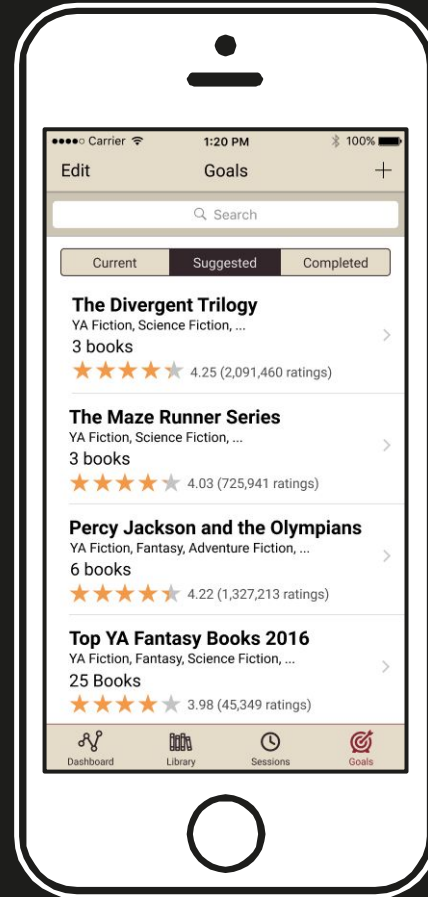 Carrier 1:20 PM 100%
Edit Goals +
Search
Current Suggested Completed
The Divergent Trilogy
YA Fiction, Science Fiction, ...
3 books
4.25 (2,091,460 ratings)
The Maze Runner Series
YA Fiction, Science Fiction, ...
3 books
4.03 (725,941 ratings)
Percy Jackson and the Olympians
YA Fiction, Fantasy, Adventure Fiction, ...
6 books
4.22 (1,327,213 ratings)
Top YA Fantasy Books 2016
YA Fiction, Fantasy, Science Fiction, ...
25 Books
3.98 (45,349 ratings)
Dashboard Library Sessions Goals